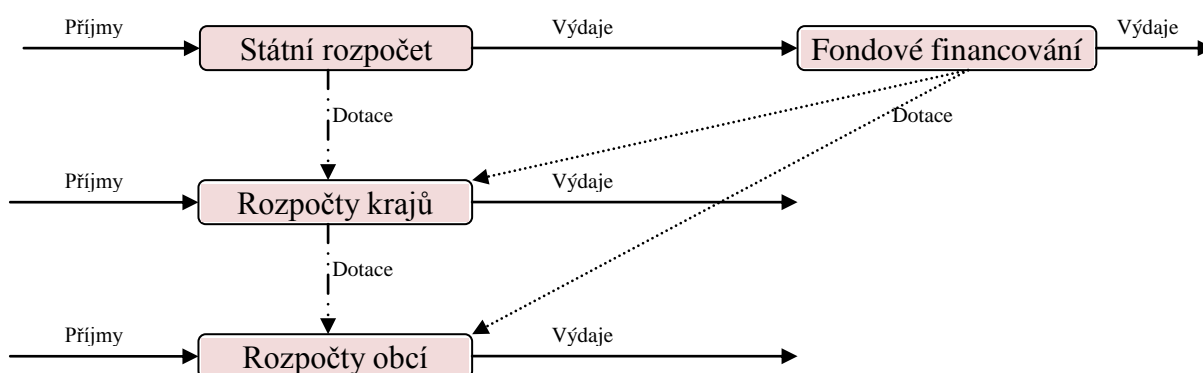 Příjmy
Státní rozpočet
Výdaje
Fondové financování
Výdaje
Dotace
Dotace
Příjmy
Rozpočty krajů
Výdaje
Dotace
Příjmy
Rozpočty obcí
Výdaje